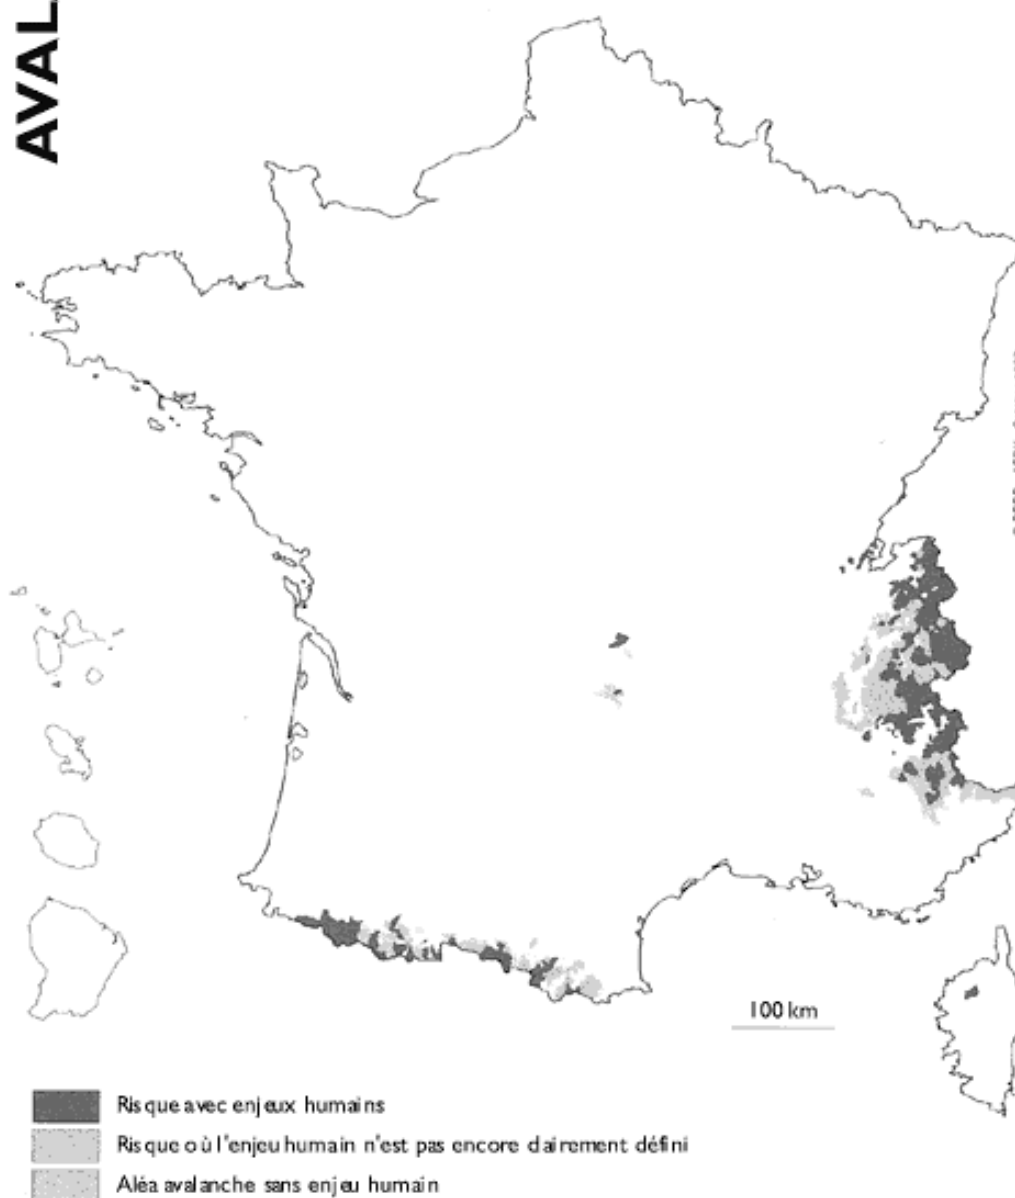 AVAL
100 km
Risque avec enjeux humains
Risque où l'enjeu humain n'est pas encore clairement défini
Aléa avalanche sans enjeu humain